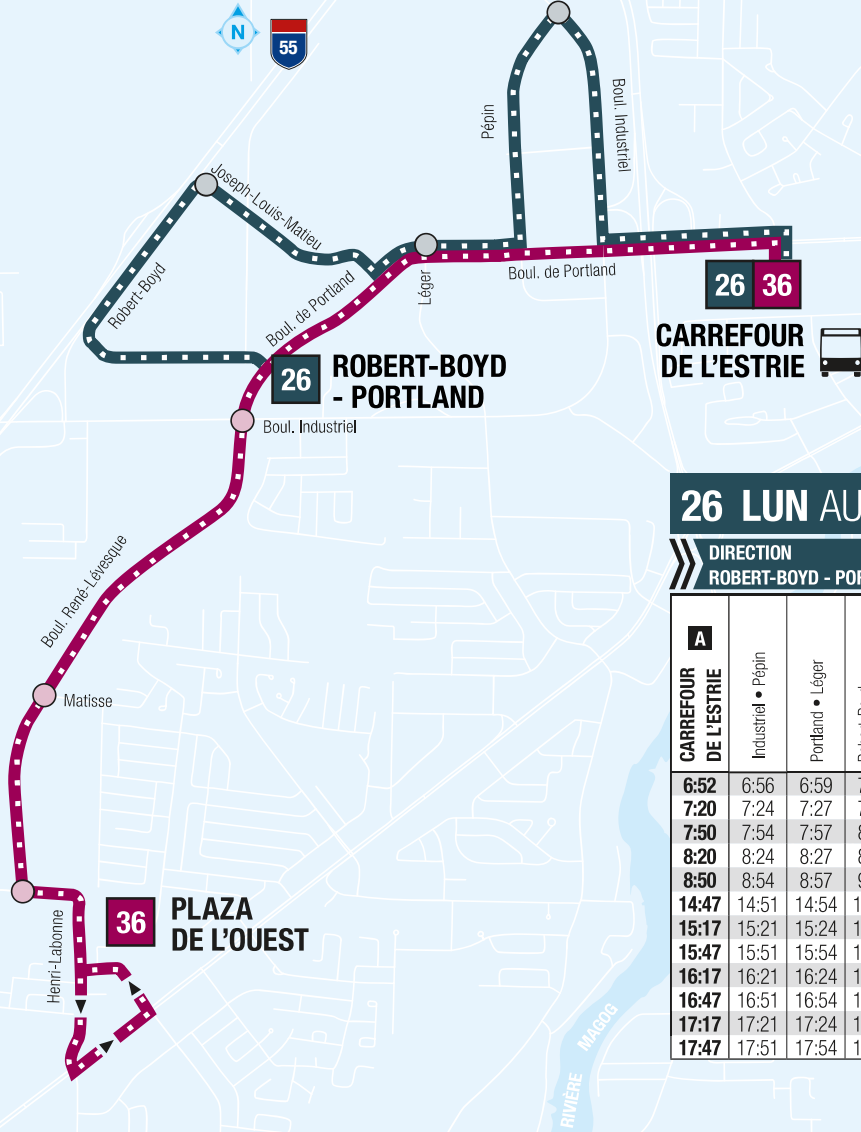 N
55
Pépin
Boul. Industriel
Joseph-Louis-Matieu
Robert-Boyd
Boul. de Portland
Léger
Boul. de Portland
26 36
CARREFOUR
DE L'ESTRIE
26
ROBERT-BOYD
- PORTLAND
Boul. Industriel
Boul. René-Lévesque
Matisse
36
PLAZA
DE L'OUEST
Henri-Labonne
RIVIÈRE MAGOG
26 LUN AU
DIRECTION
ROBERT-BOYD - POR
A
CARREFOUR
DE L'ESTRIE
Industriel • Pépin
Portland • Léger
6:52 6:56 6:59
7:20 7:24 7:27
7:50 7:54 7:57
8:20 8:24 8:27
8:50 8:54 8:57
14:47 14:51 14:54
15:17 15:21 15:24
15:47 15:51 15:54
16:17 16:21 16:24
16:47 16:51 16:54
17:17 17:21 17:24
17:47 17:51 17:54